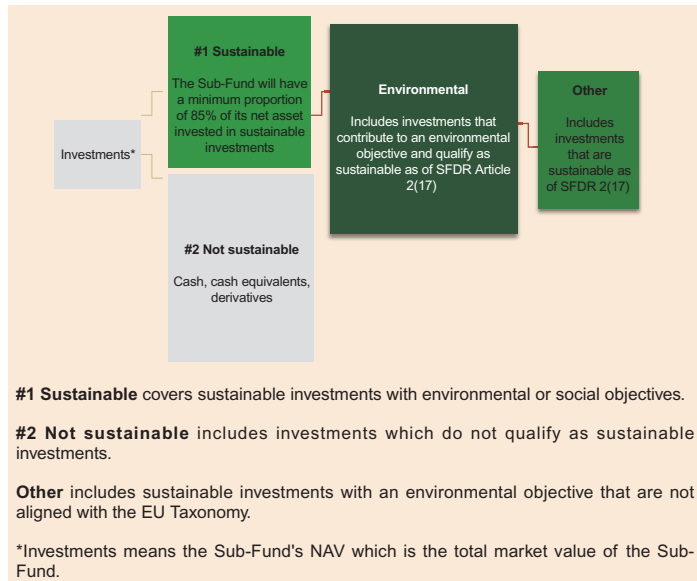 Investments*
#1 Sustainable
The Sub-Fund will have
a minimum proportion
of 85% of its net asset
invested in sustainable
investments
#2 Not sustainable
Cash, cash equivalents,
derivatives
Environmental
Includes investments that
contribute to an environmental
objective and qualify as
sustainable as of SFDR Article
2(17)
Other
Includes
investments
that are
sustainable as
of SFDR 2(17)
#1 Sustainable covers sustainable investments with environmental or social objectives.
#2 Not sustainable includes investments which do not qualify as sustainable
investments.
Other includes sustainable investments with an environmental objective that are not
aligned with the EU Taxonomy.
*Investments means the Sub-Fund's NAV which is the total market value of the Sub-
Fund.